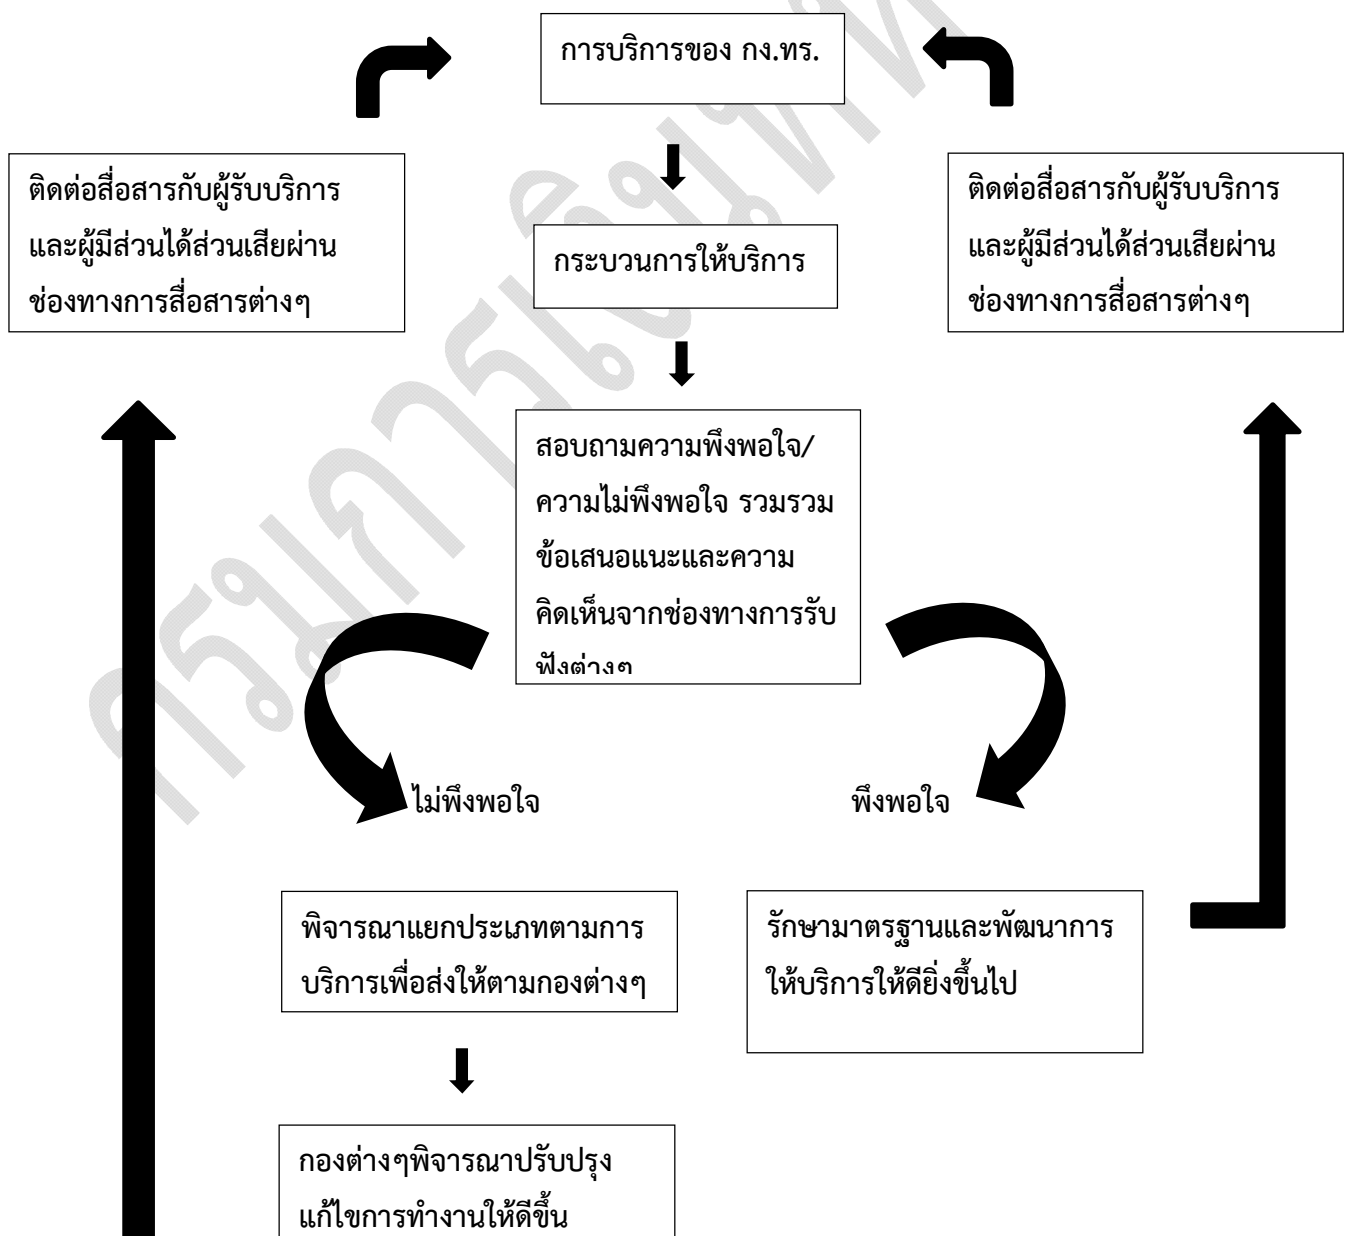 การบริการของ กง.ทร.
ติดต่อสื่อสารกับผู้รับบริการ
และผู้มีส่วนได้ส่วนเสียผ่าน
ช่องทางการสื่อสารต่างๆ
ติดต่อสื่อสารกับผู้รับบริการ
และผู้มีส่วนได้ส่วนเสียผ่าน
ช่องทางการสื่อสารต่างๆ
กระบวนการให้บริการ
สอบถามความพึงพอใจ/
ความไม่พึงพอใจ รวมรวม
ข้อเสนอแนะและความ
คิดเห็นจากช่องทางการรับ
ฟังต่างๆ
ไม่พึงพอใจ
พึงพอใจ
พิจารณาแยกประเภทตามการ
บริการเพื่อส่งให้ตามกองต่างๆ
รักษามาตรฐานและพัฒนาการ
ให้บริการให้ดียิ่งขึ้นไป
กองต่างๆพิจารณาปรับปรุง
แก้ไขการทำงานให้ดีขึ้น